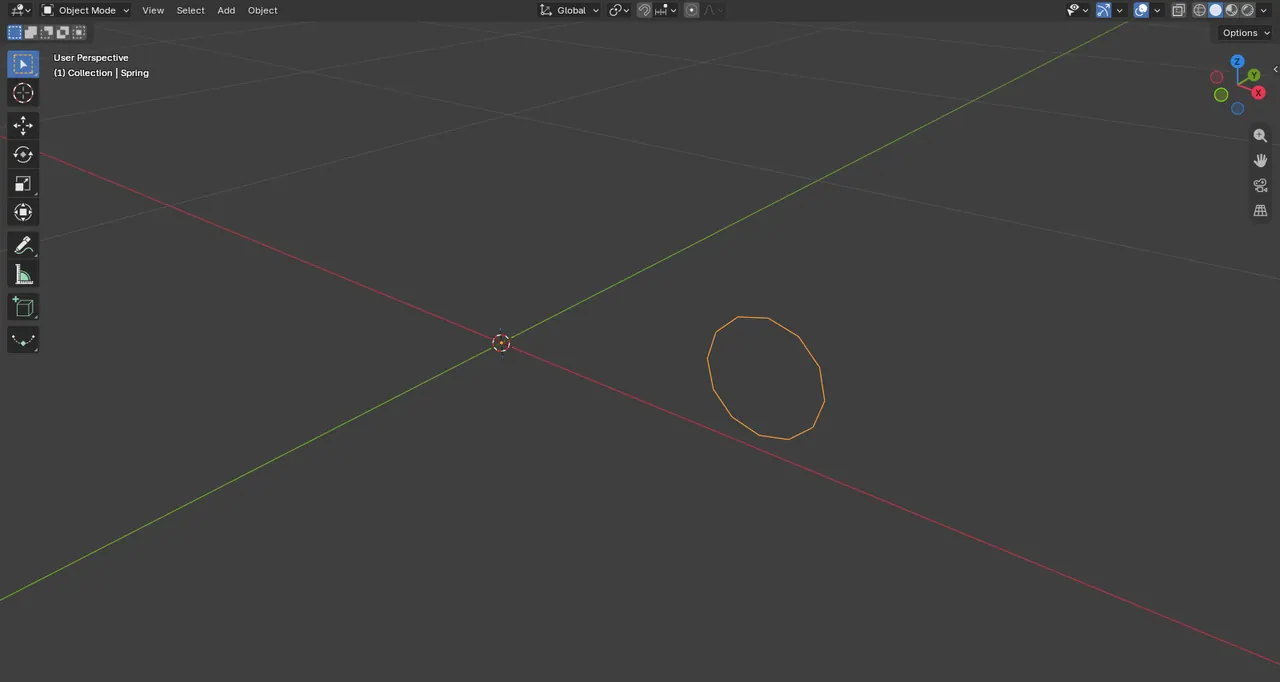 Object Mode View Select Add Object Global
Options
User Perspective
(1) Collection | Spring
Z
Y
X